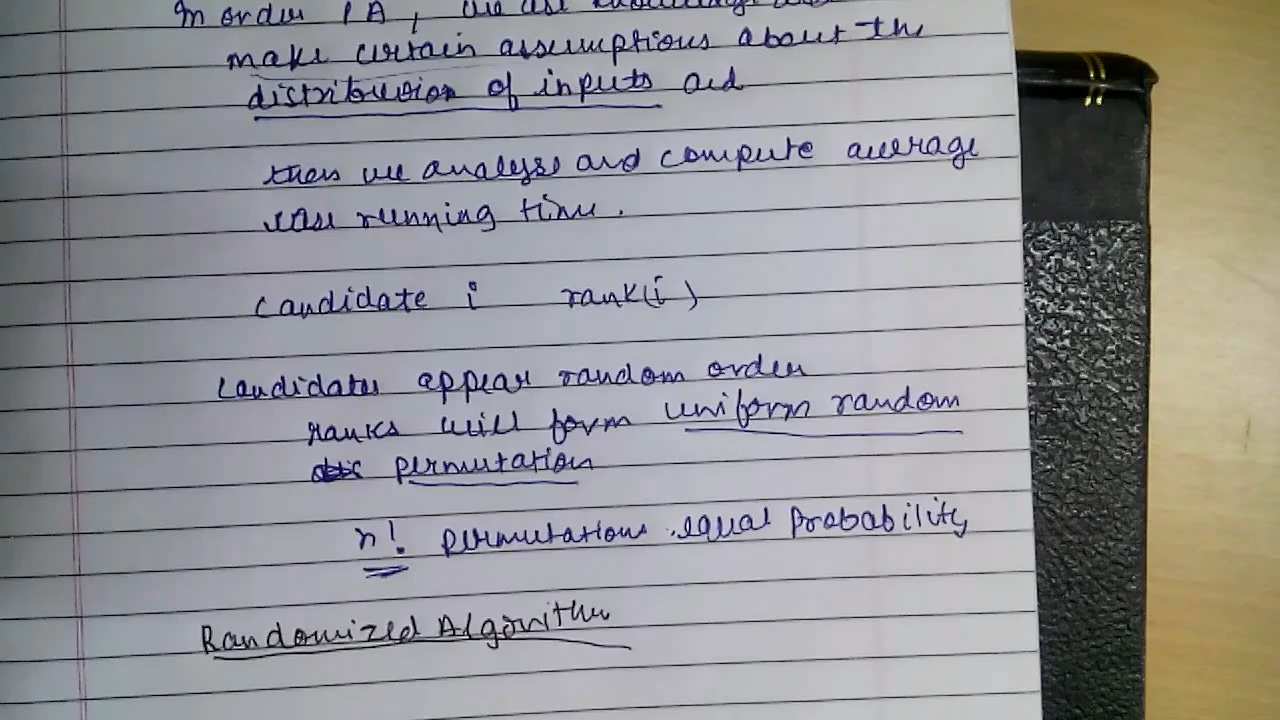 In order PA, we use knowledge
make certain assumptions about the
distribution of inputs and
then we analyse and compute average
case running time.
Candidate i rank(i)
Candidates appear random order
ranks will form uniform random
permutation
n! permutations equal Probability
Randomized Algorithm